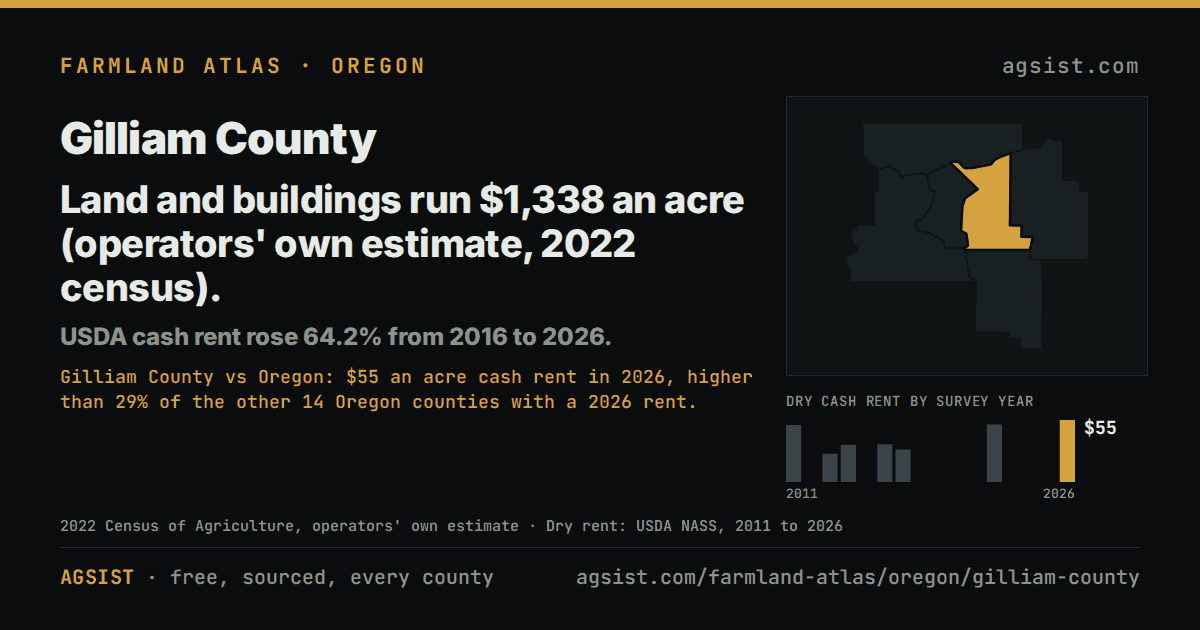 FARMLAND ATLAS · OREGON
agsist.com
Gilliam County
Land and buildings run $1,338 an acre
(operators' own estimate, 2022
census).
USDA cash rent rose 64.2% from 2016 to 2026.
Gilliam County vs Oregon: $55 an acre cash rent in 2026, higher
than 29% of the other 14 Oregon counties with a 2026 rent.
DRY CASH RENT BY SURVEY YEAR
$55
2011
2026
2022 Census of Agriculture, operators' own estimate · Dry rent: USDA NASS, 2011 to 2026
AGSIST · free, sourced, every county
agsist.com/farmland-atlas/oregon/gilliam-county